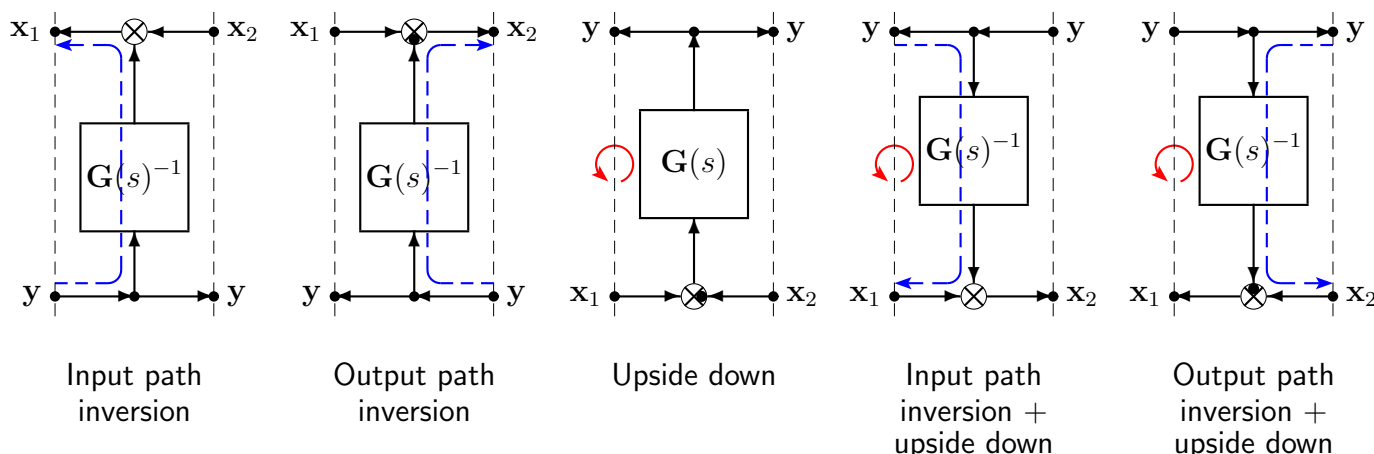 x₁ x₂ x₁ x₂ y y y y y y
G(s)⁻¹ G(s)⁻¹ G(s) G(s)⁻¹ G(s)⁻¹
y y y y x₁ x₂ x₁ x₂ x₁ x₂
Input path Output path Upside down Input path Output path
inversion inversion inversion + inversion +
upside down upside down